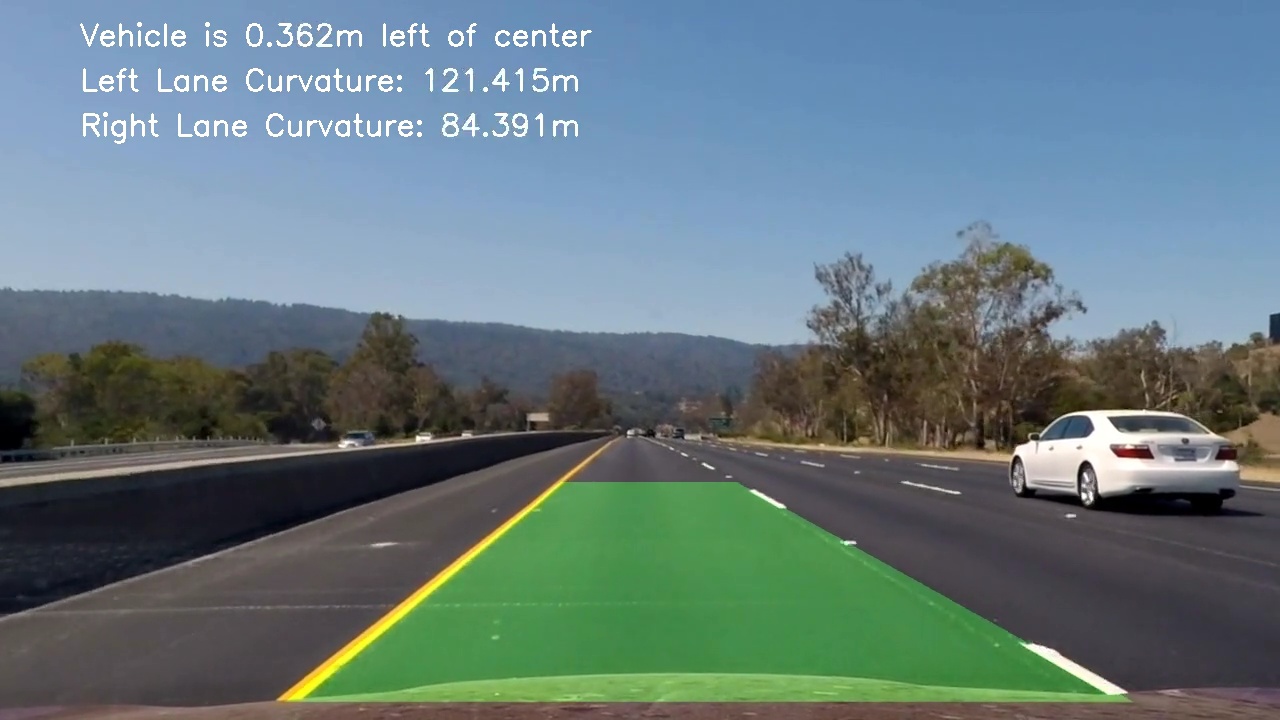 Vehicle is 0.362m left of center
Left Lane Curvature: 121.415m
Right Lane Curvature: 84.391m